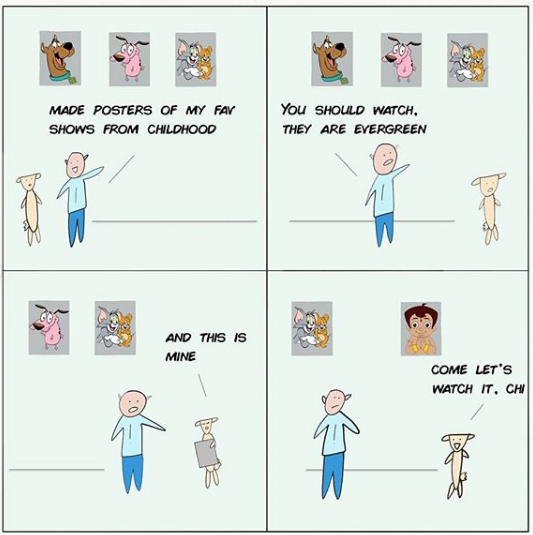 MADE POSTERS OF MY FAV
SHOWS FROM CHILDHOOD
YOU SHOULD WATCH,
THEY ARE EVERGREEN
AND THIS IS
MINE
COME LET'S
WATCH IT, CHI